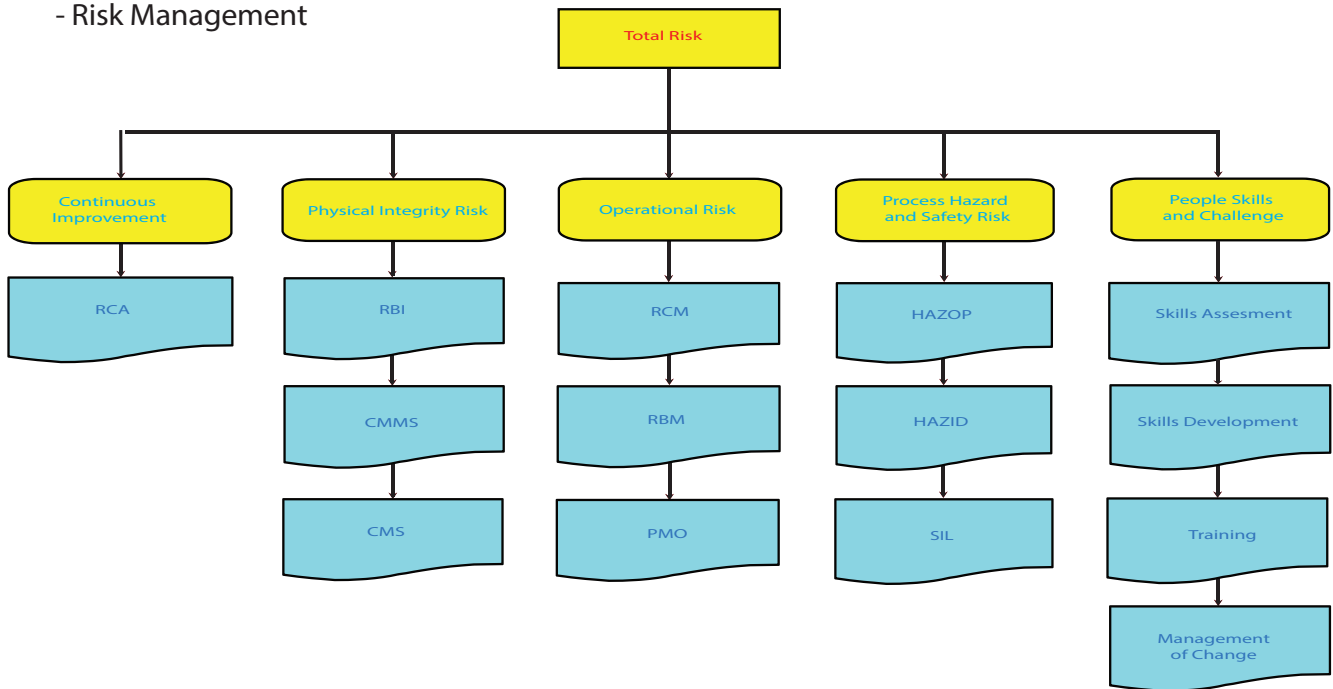 - Risk Management
Total Risk
Continuous
Improvement
Physical Integrity Risk
Operational Risk
Process Hazard
and Safety Risk
People Skills
and Challenge
RCA
RBI
RCM
HAZOP
Skills Assesment
CMMS
RBM
HAZID
Skills Development
CMS
PMO
SIL
Training
Management
of Change